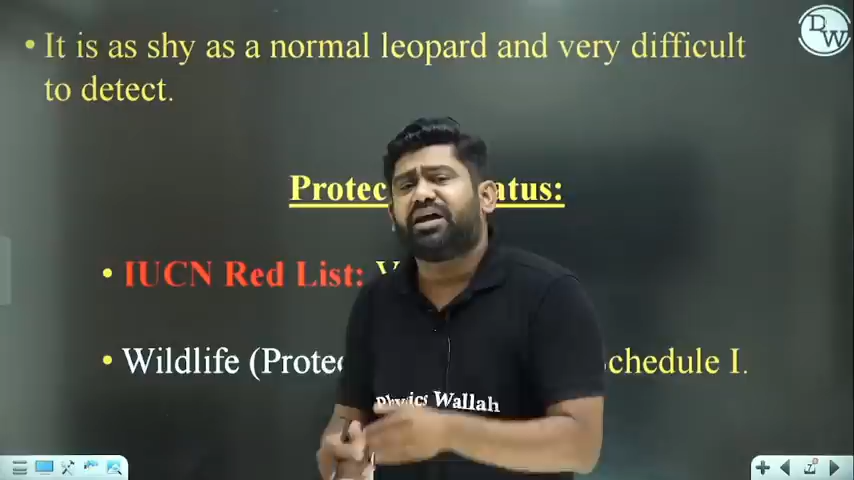 • It is as shy as a normal leopard and very difficult
to detect.
PW
Protec atus:
• IUCN Red List: V
• Wildlife (Protec chedule I.
Physics Wallah